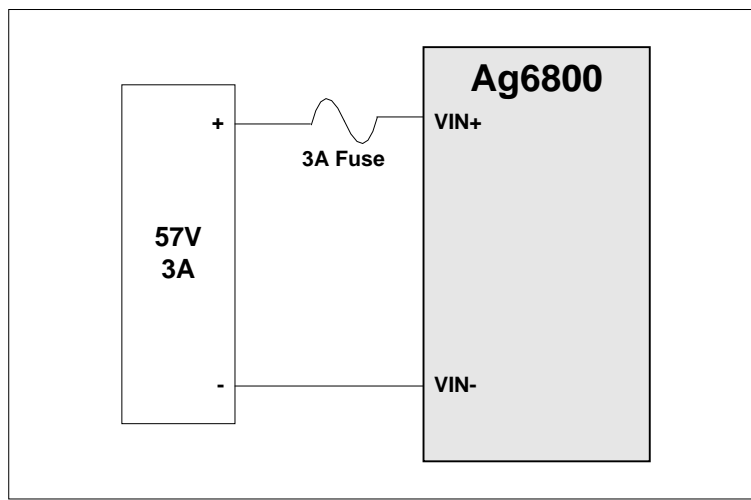 Ag6800
+
VIN+
3A Fuse
57V
3A
-
VIN-